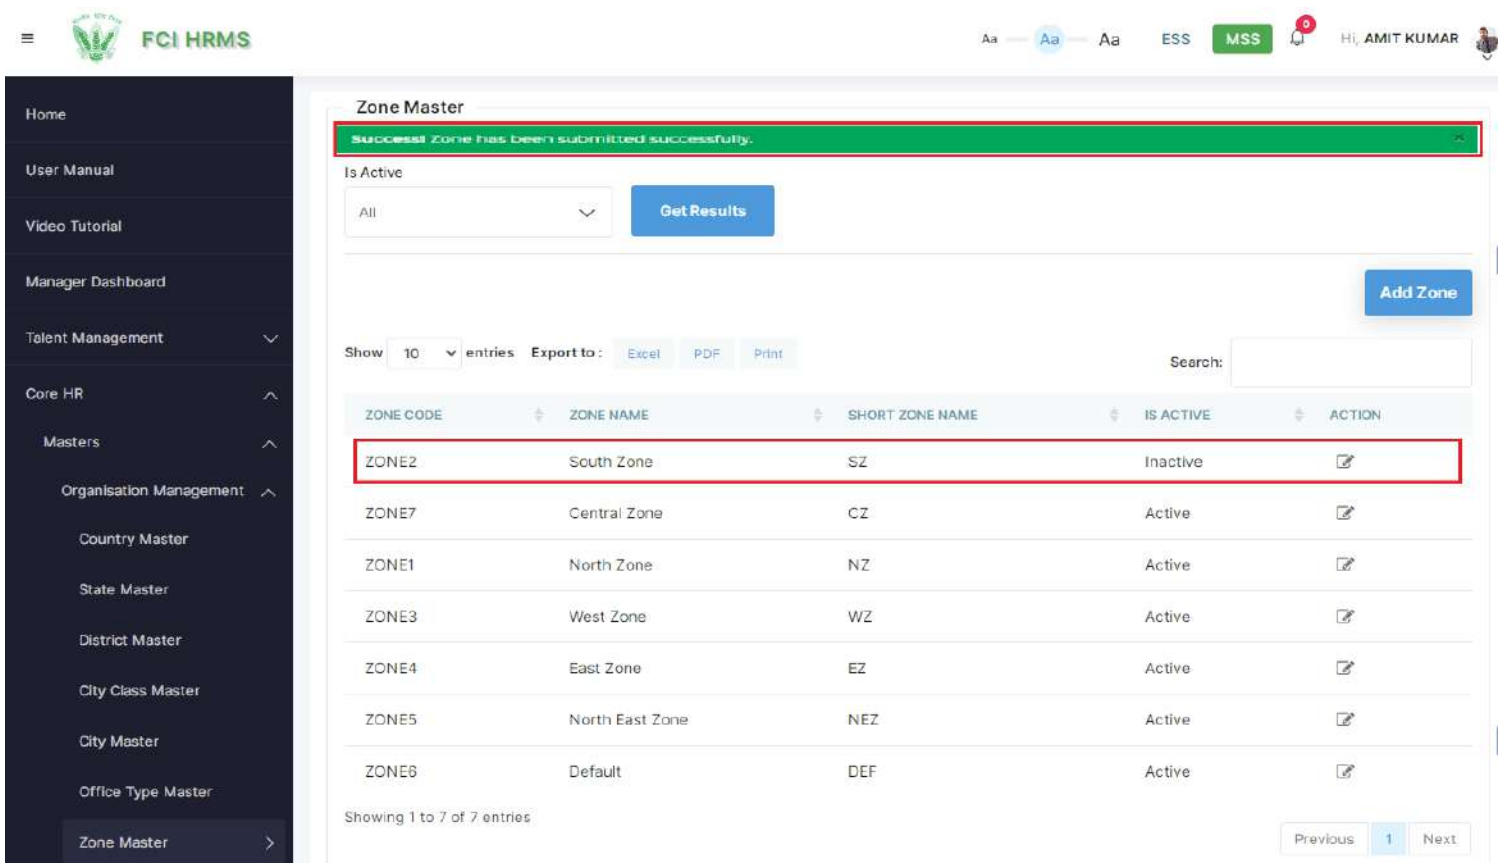 FCI HRMS
Aa Aa Aa ESS MSS 0 Hi, AMIT KUMAR
Home
User Manual
Video Tutorial
Manager Dashboard
Talent Management
Core HR
Masters
Organisation Management
Country Master
State Master
District Master
City Class Master
City Master
Office Type Master
Zone Master
Zone Master
Success! Zone has been submitted successfully. ×
Is Active
All Get Results
Add Zone
Show 10 entries Export to : Excel PDF Print Search:
ZONE CODE ZONE NAME SHORT ZONE NAME IS ACTIVE ACTION
ZONE2 South Zone SZ Inactive
ZONE7 Central Zone CZ Active
ZONE1 North Zone NZ Active
ZONE3 West Zone WZ Active
ZONE4 East Zone EZ Active
ZONE5 North East Zone NEZ Active
ZONE6 Default DEF Active
Showing 1 to 7 of 7 entries
Previous 1 Next